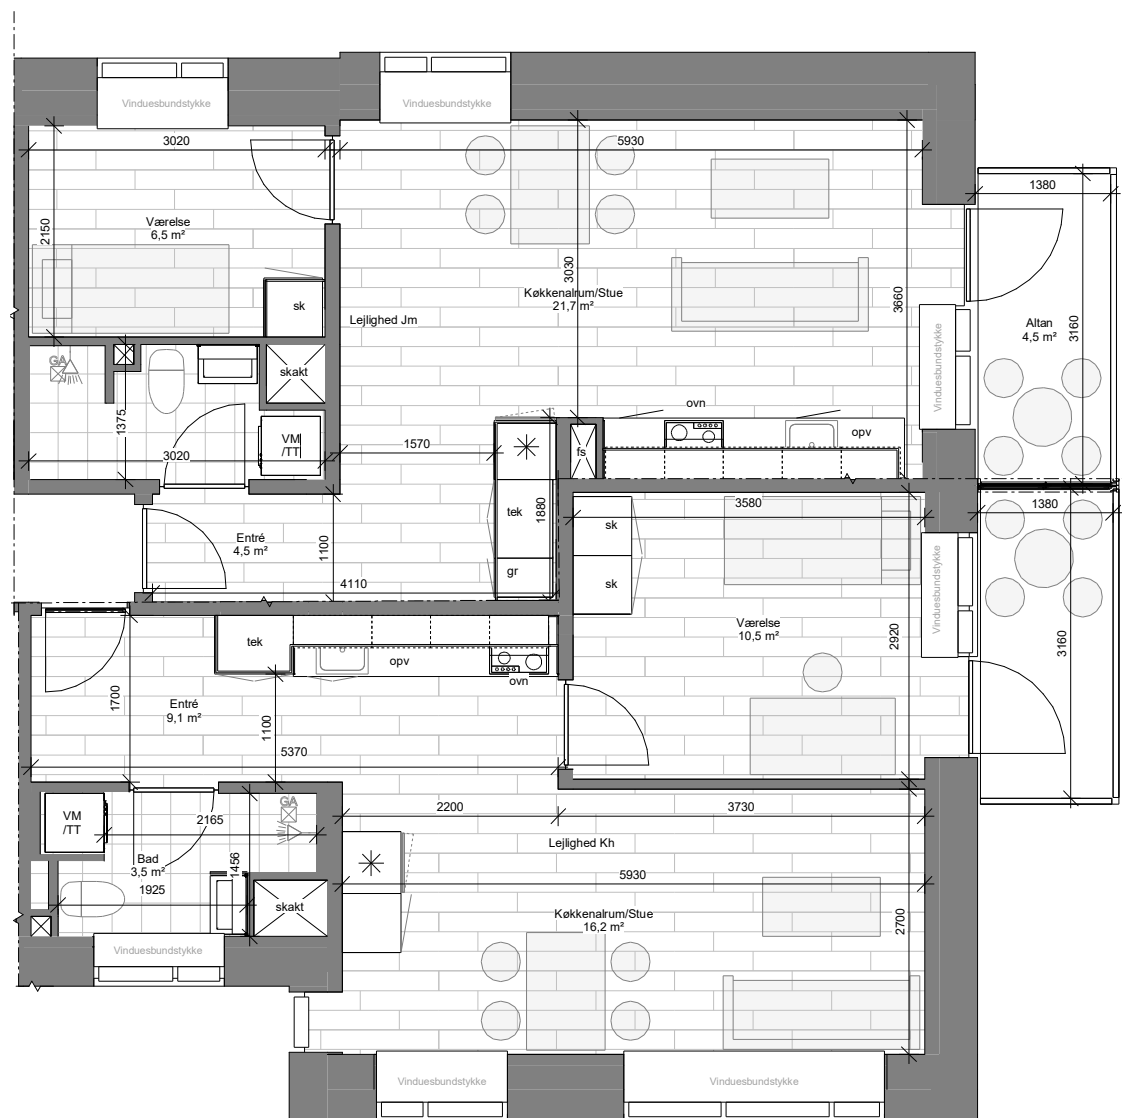 Vinduesbundstykke
Vinduesbundstykke
3020
5930
1380
2150
Værelse
6,5 m²
3030
Køkkenalrum/Stue
21,7 m²
3660
sk
Lejlighed Jm
Altan
4,5 m²
3160
Vinduesbundstykke
GA
skakt
1375
ovn
opv
VM
/TT
1570
fs
3020
tek
1880
3580
sk
1380
Entré
4,5 m²
1100
gr
4110
sk
Vinduesbundstykke
Værelse
10,5 m²
2920
3160
tek
opv
ovn
1700
Entré
9,1 m²
1100
5370
GA
VM
/TT
2165
2200
3730
Lejlighed Kh
Bad
3,5 m²
1456
1925
5930
skakt
Køkkenalrum/Stue
16,2 m²
2700
Vinduesbundstykke
Vinduesbundstykke
Vinduesbundstykke